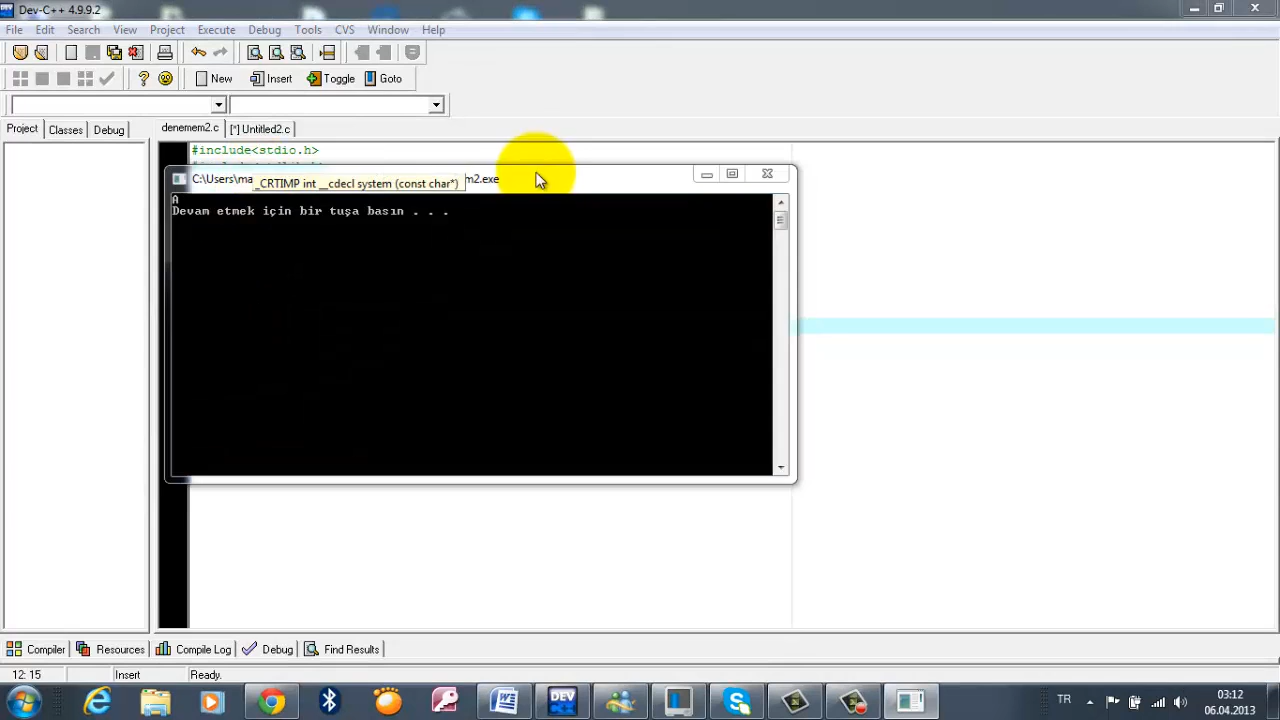 Dev-C++ 4.9.9.2
File Edit Search View Project Execute Debug Tools CVS Window Help
New Insert Toggle Goto
Project Classes Debug
denemem2.c [*] Untitled2.c
#include<stdio.h>
C:\Users\ma
_CRTIMP int __cdecl system (const char*)
m2.exe
A
Devam etmek için bir tuşa basın . . .
Compiler Resources Compile Log Debug Find Results
12: 15 Insert Ready.
TR 03:12
06.04.2013